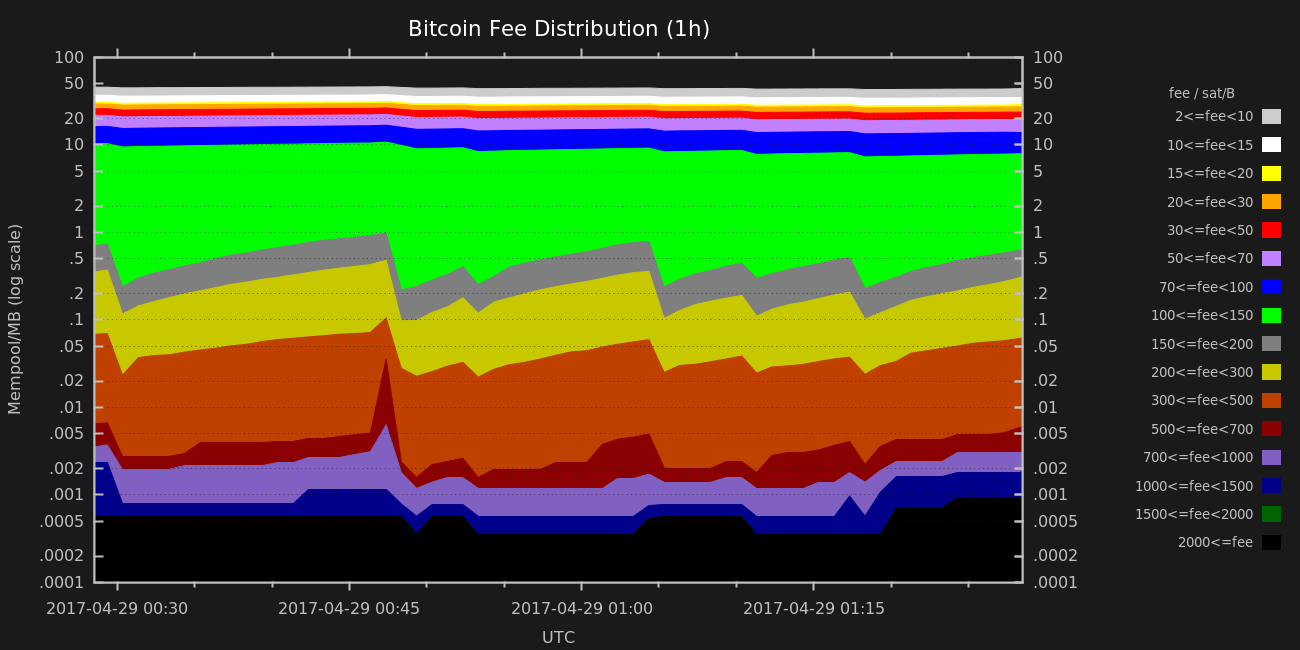 Bitcoin Fee Distribution (1h)
Mempool/MB (log scale)
100
50
20
10
5
2
1
.5
.2
.1
.05
.02
.01
.005
.002
.001
.0005
.0002
.0001
100
50
20
10
5
2
1
.5
.2
.1
.05
.02
.01
.005
.002
.001
.0005
.0002
.0001
2017-04-29 00:30 2017-04-29 00:45 2017-04-29 01:00 2017-04-29 01:15
UTC
fee / sat/B
2<=fee<10
10<=fee<15
15<=fee<20
20<=fee<30
30<=fee<50
50<=fee<70
70<=fee<100
100<=fee<150
150<=fee<200
200<=fee<300
300<=fee<500
500<=fee<700
700<=fee<1000
1000<=fee<1500
1500<=fee<2000
2000<=fee